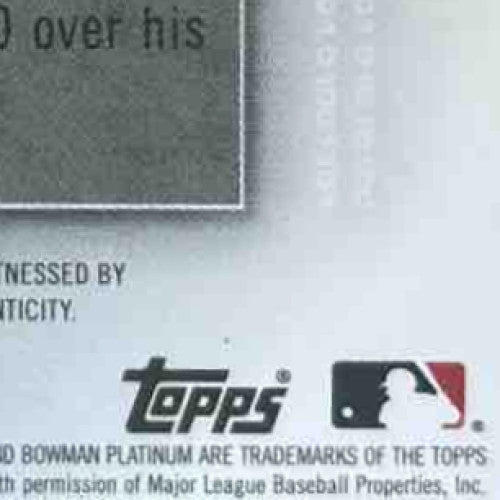 over his
TNESSED BY
NTICITY.
Topps®
®
ND BOWMAN PLATINUM ARE TRADEMARKS OF THE TOPPS
th permission of Major League Baseball Properties, Inc.